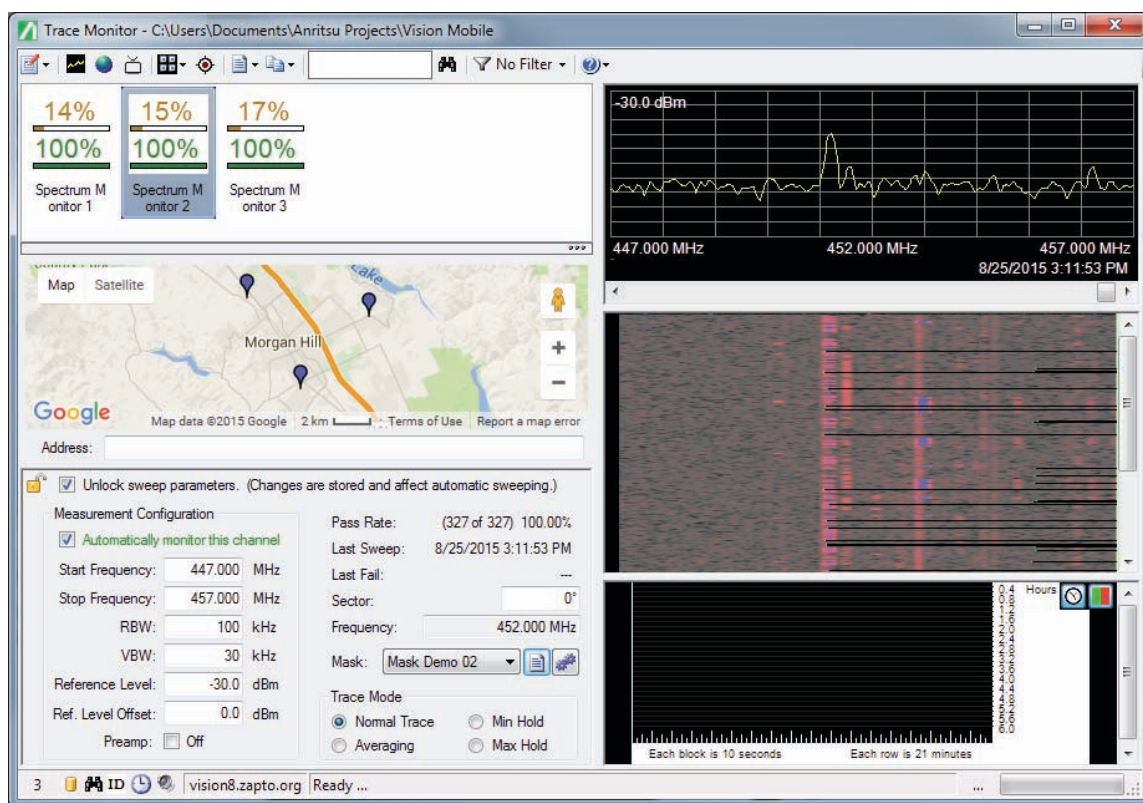 Trace Monitor - C:\Users\Documents\Anritsu Projects\Vision Mobile
No Filter
14% 15% 17%
100% 100% 100%
Spectrum M Spectrum M Spectrum M
onitor 1 onitor 2 onitor 3
-30.0 dBm
447.000 MHz 452.000 MHz 457.000 MHz
8/25/2015 3:11:53 PM
Map Satellite
Lake
Morgan Hill
Google Map data ©2015 Google 2 km Terms of Use Report a map error
Address:
Unlock sweep parameters. (Changes are stored and affect automatic sweeping.)
Measurement Configuration
Automatically monitor this channel
Start Frequency: 447.000 MHz
Stop Frequency: 457.000 MHz
RBW: 100 kHz
VBW: 30 kHz
Reference Level: -30.0 dBm
Ref. Level Offset: 0.0 dBm
Preamp: Off
Pass Rate: (327 of 327) 100.00%
Last Sweep: 8/25/2015 3:11:53 PM
Last Fail: ---
Sector: 0°
Frequency: 452.000 MHz
Mask: Mask Demo 02
Trace Mode
Normal Trace Min Hold
Averaging Max Hold
Hours
0.4
0.8
1.2
1.6
2.0
2.4
2.8
3.2
3.6
4.0
4.4
4.8
5.2
5.6
6.0
Each block is 10 seconds Each row is 21 minutes
3 ID vision8.zapto.org Ready ... ...